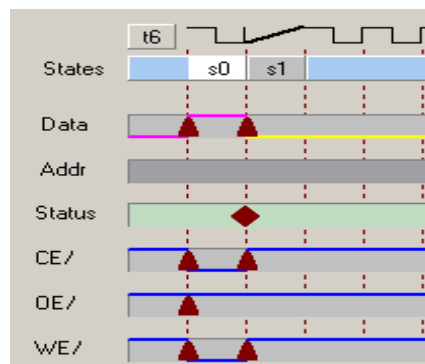 t6
States s0 s1
Data
Addr
Status
CE/
OE/
WE/